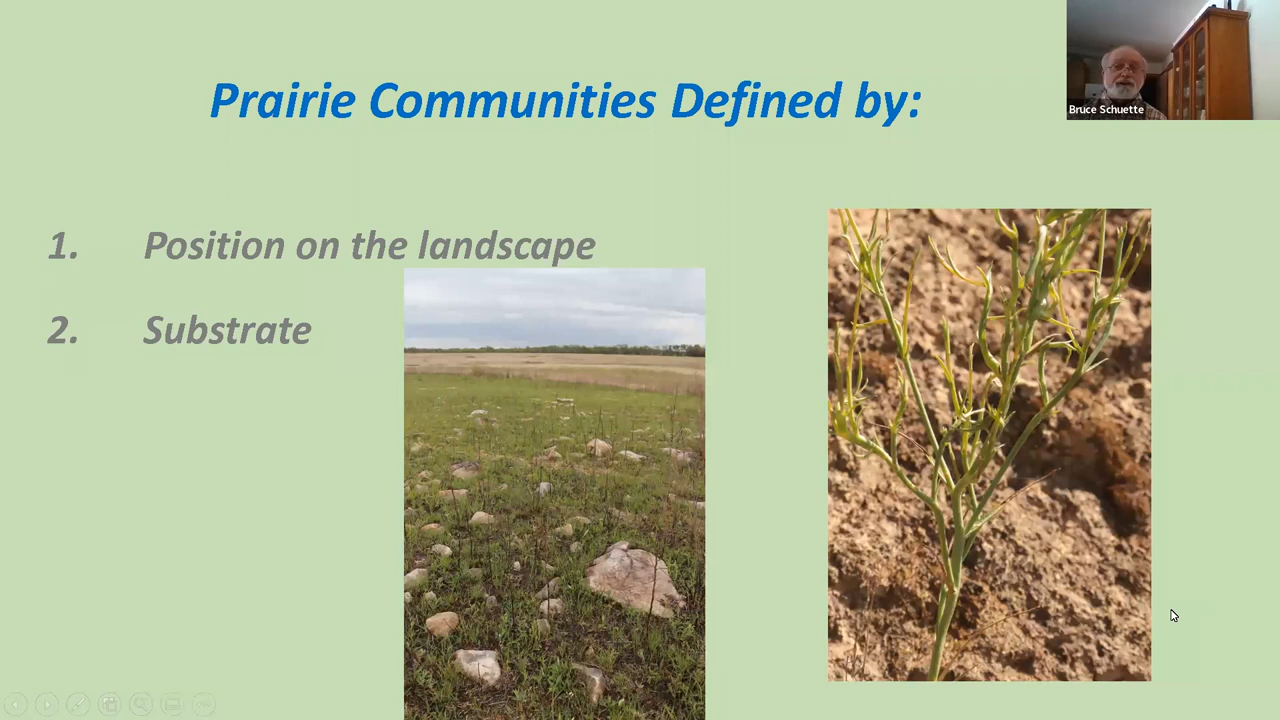 Prairie Communities Defined by:
Bruce Schuette
1. Position on the landscape
2. Substrate